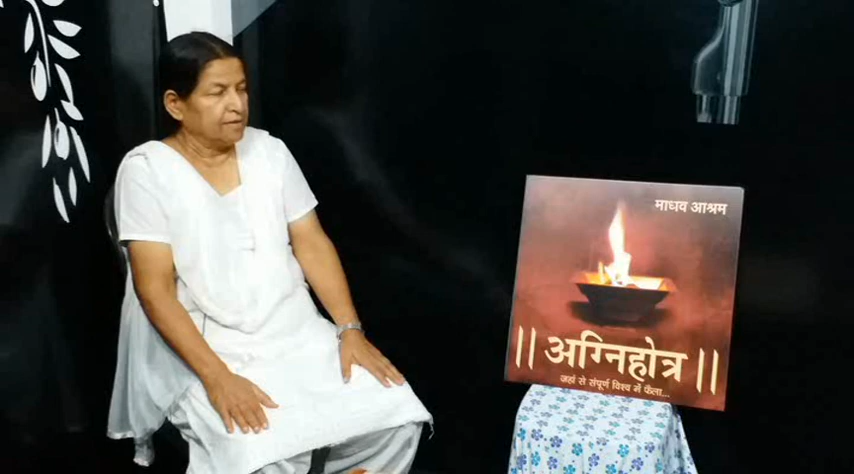 माधव आश्रम
|| अग्निहोत्र ||
जहां से संपूर्ण विश्व में फैला...